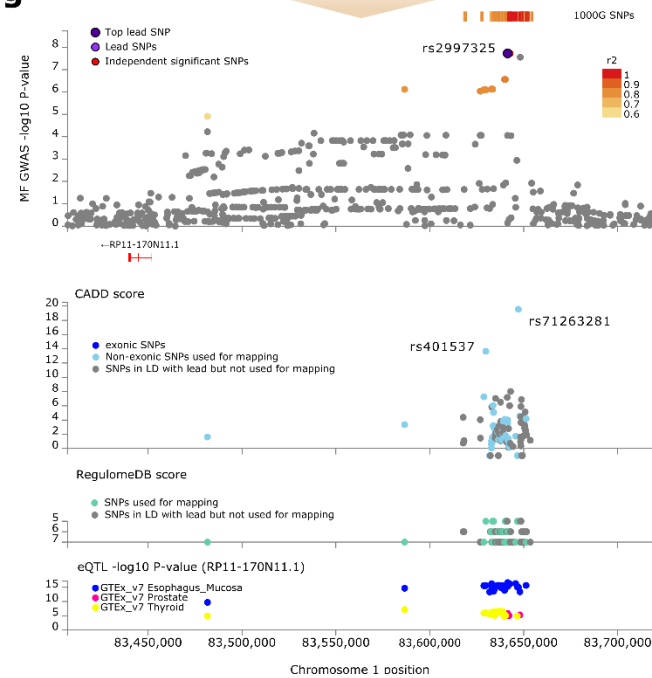 g
1000G SNPs
Top lead SNP
Lead SNPs
Independent significant SNPs
rs2997325
r2
1
0.9
0.8
0.7
0.6
MF GWAS -log10 P-value
8
7
6
5
4
3
2
1
0
←RP11-170N11.1
CADD score
20
18
16
14
12
10
8
6
4
2
0
exonic SNPs
Non-exonic SNPs used for mapping
SNPs in LD with lead but not used for mapping
rs71263281
rs401537
RegulomeDB score
SNPs used for mapping
SNPs in LD with lead but not used for mapping
5
6
7
eQTL -log10 P-value (RP11-170N11.1)
15
10
5
0
GTEx_v7 Esophagus_Mucosa
GTEx_v7 Prostate
GTEx_v7 Thyroid
83,450,000 83,500,000 83,550,000 83,600,000 83,650,000 83,700,000
Chromosome 1 position